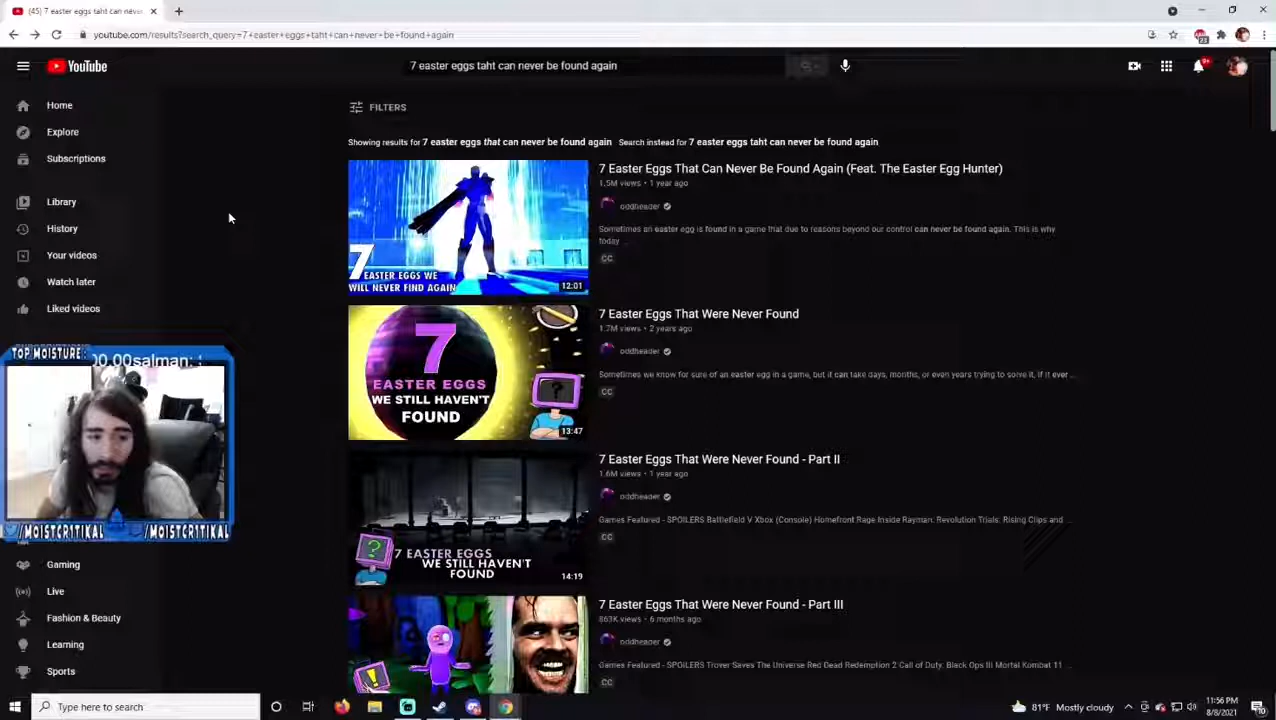 (45) 7 easter eggs taht can never
youtube.com/results?search_query=7+easter+eggs+taht+can+never+be+found+again
23
YouTube
7 easter eggs taht can never be found again
9+
Home
Explore
Subscriptions
Library
History
Your videos
Watch later
Liked videos
FILTERS
Showing results for 7 easter eggs that can never be found again Search instead for 7 easter eggs taht can never be found again
7 EASTER EGGS WE
WILL NEVER FIND AGAIN
12:01
7 Easter Eggs That Can Never Be Found Again (Feat. The Easter Egg Hunter)
1.5M views • 1 year ago
oddheader
Sometimes an easter egg is found in a game that due to reasons beyond our control can never be found again. This is why
today ...
CC
7
EASTER EGGS
WE STILL HAVEN'T
FOUND
13:47
7 Easter Eggs That Were Never Found
1.7M views • 2 years ago
oddheader
Sometimes we know for sure of an easter egg in a game, but it can take days, months, or even years trying to solve it, if it ever ...
CC
7 EASTER EGGS
WE STILL HAVEN'T
FOUND
14:19
7 Easter Eggs That Were Never Found - Part II
1.6M views • 1 year ago
oddheader
Games Featured - SPOILERS Battlefield V Xbox (Console) Homefront Rage Inside Rayman: Revolution Trials: Rising Clips and ...
CC
7 Easter Eggs That Were Never Found - Part III
863K views • 6 months ago
oddheader
Games Featured - SPOILERS Trover Saves The Universe Red Dead Redemption 2 Call of Duty: Black Ops III Mortal Kombat 11 ...
CC
TOP MOISTURE:
00.00salman:
/MOISTCR1TIKAL /MOISTCR1TIKAL
Gaming
Live
Fashion & Beauty
Learning
Sports
Type here to search
81°F Mostly cloudy
11:56 PM
8/8/2021